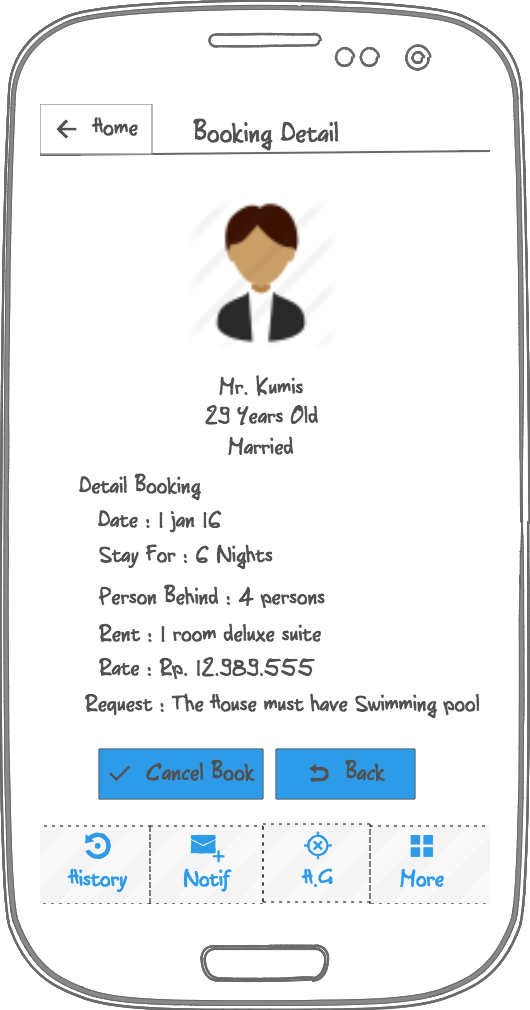 Home
Booking Detail
Mr. Kumis
29 Years Old
Married
Detail Booking
Date : 1 jan 16
Stay For : 6 Nights
Person Behind : 4 persons
Rent : 1 room deluxe suite
Rate : Rp. 12.989.555
Request : The House must have Swimming pool
Cancel Book
Back
History
Notif
H.G
More